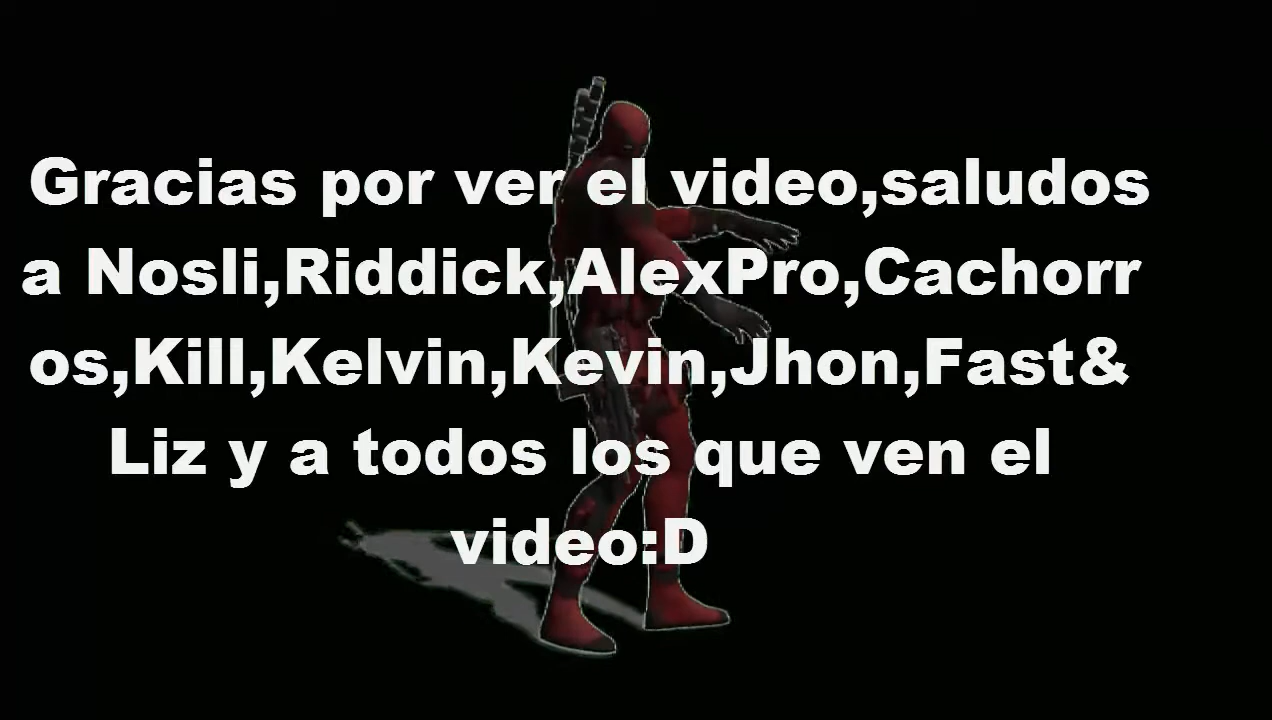 Gracias por ver el video,saludos
a Nosli,Riddick,AlexPro,Cachorr
os,Kill,Kelvin,Kevin,Jhon,Fast&
Liz y a todos los que ven el
video:D